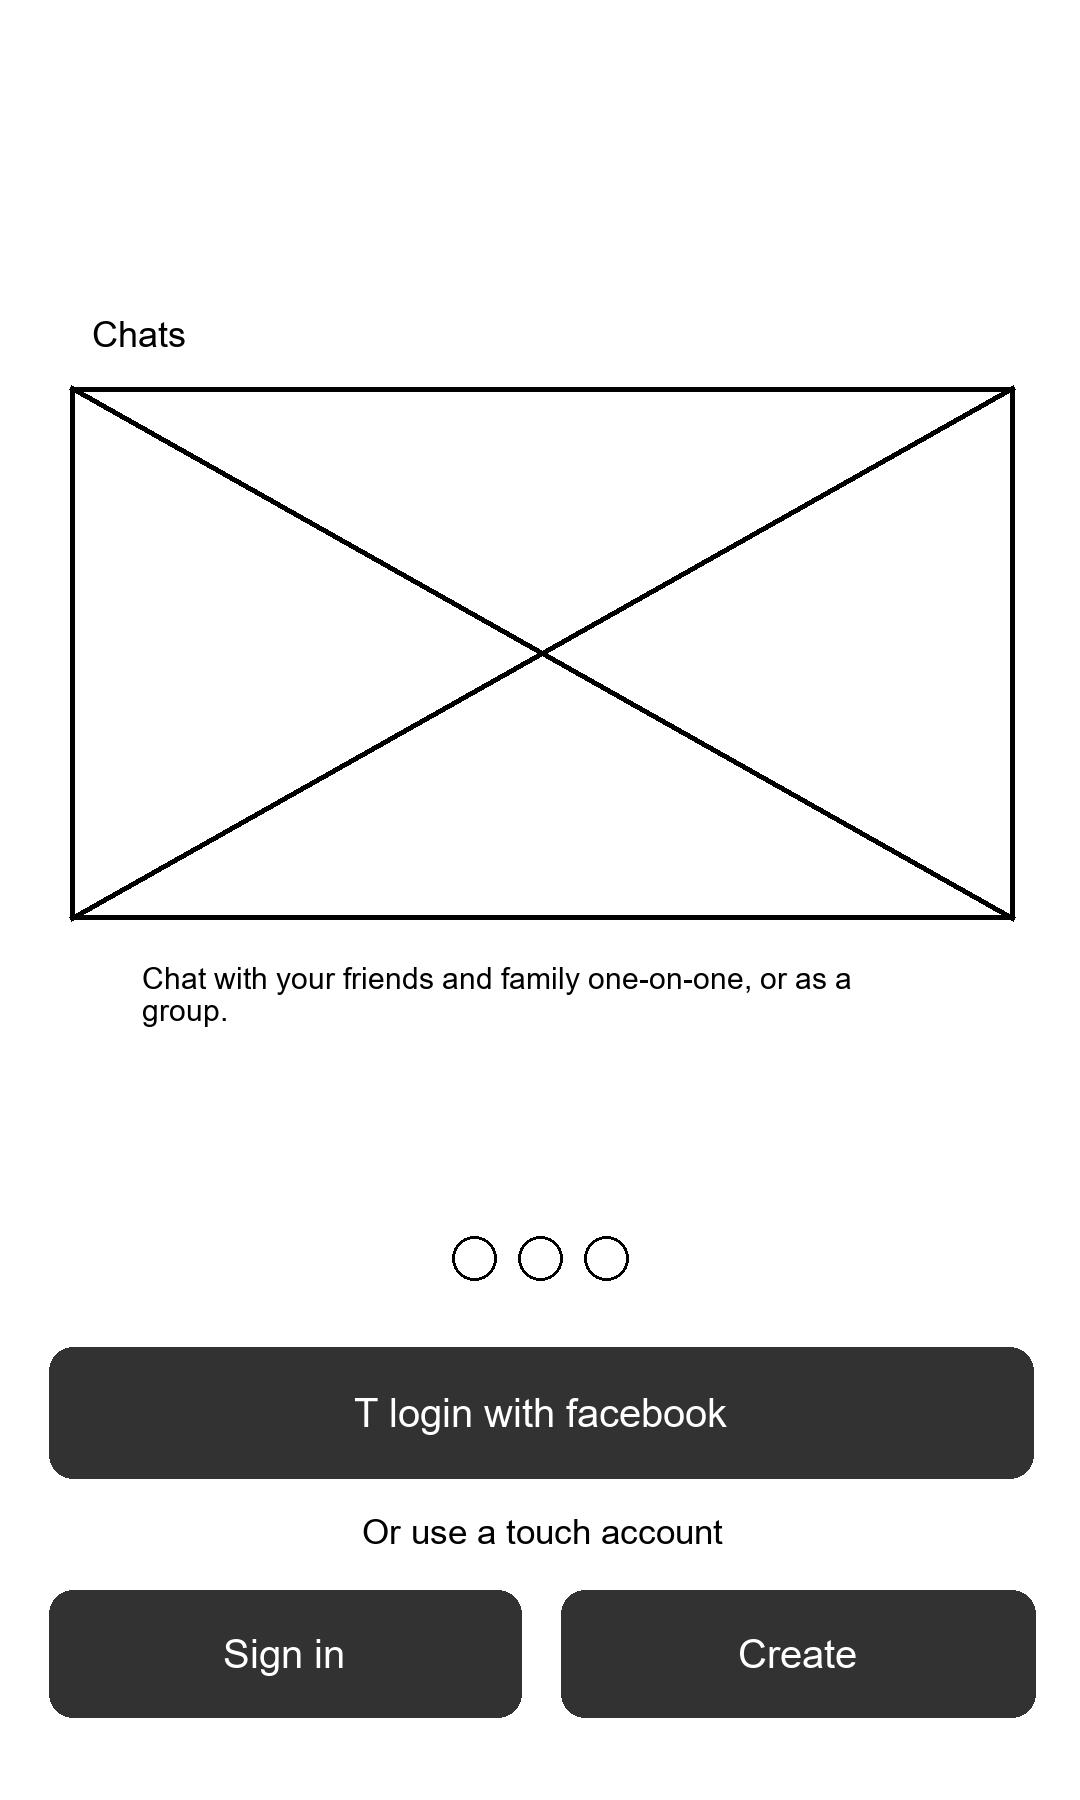 Chats
Chat with your friends and family one-on-one, or as a
group.
T login with facebook
Or use a touch account
Sign in
Create